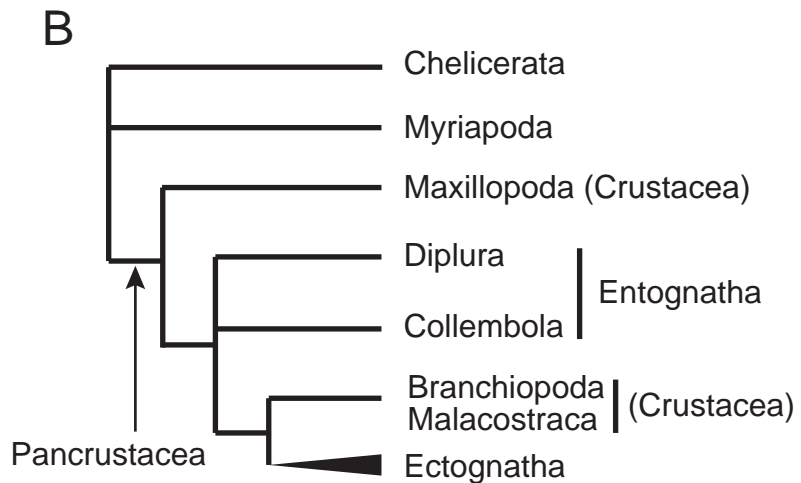 B
Chelicerata
Myriapoda
Maxillopoda (Crustacea)
Diplura
Entognatha
Collembola
Branchiopoda
Malacostraca
(Crustacea)
Pancrustacea
Ectognatha